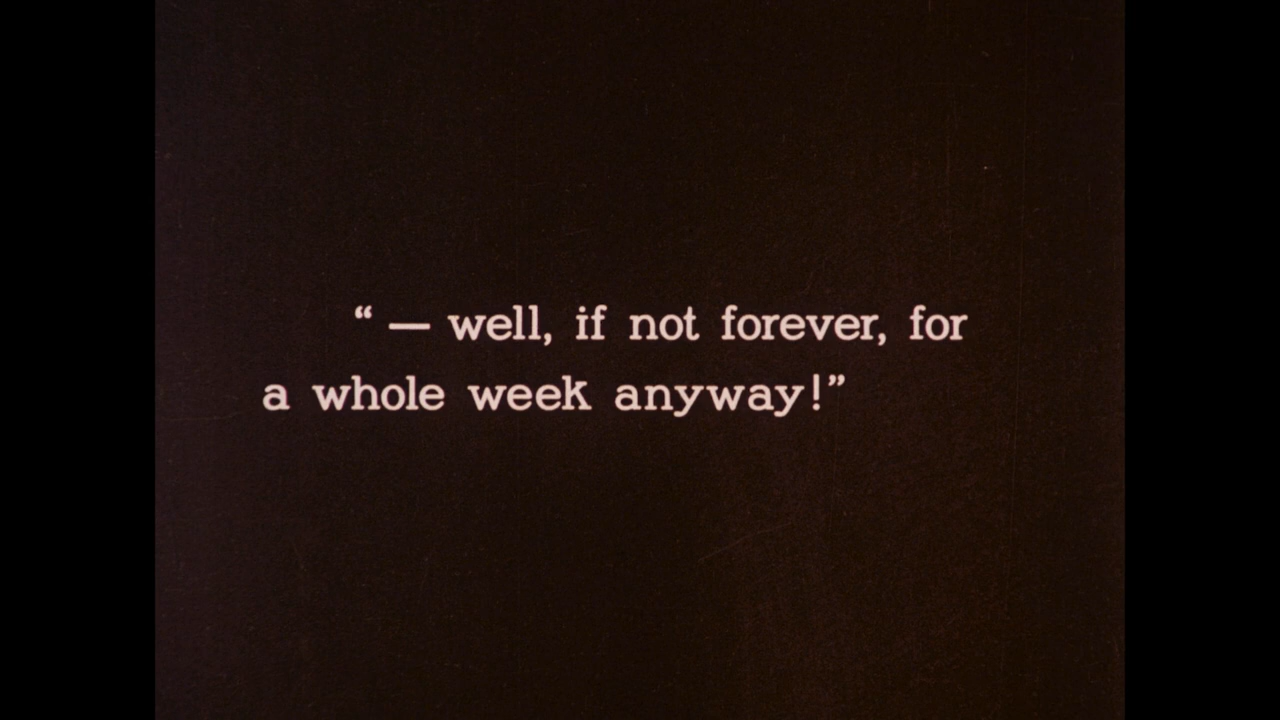 “ — well, if not forever, for
a whole week anyway!”